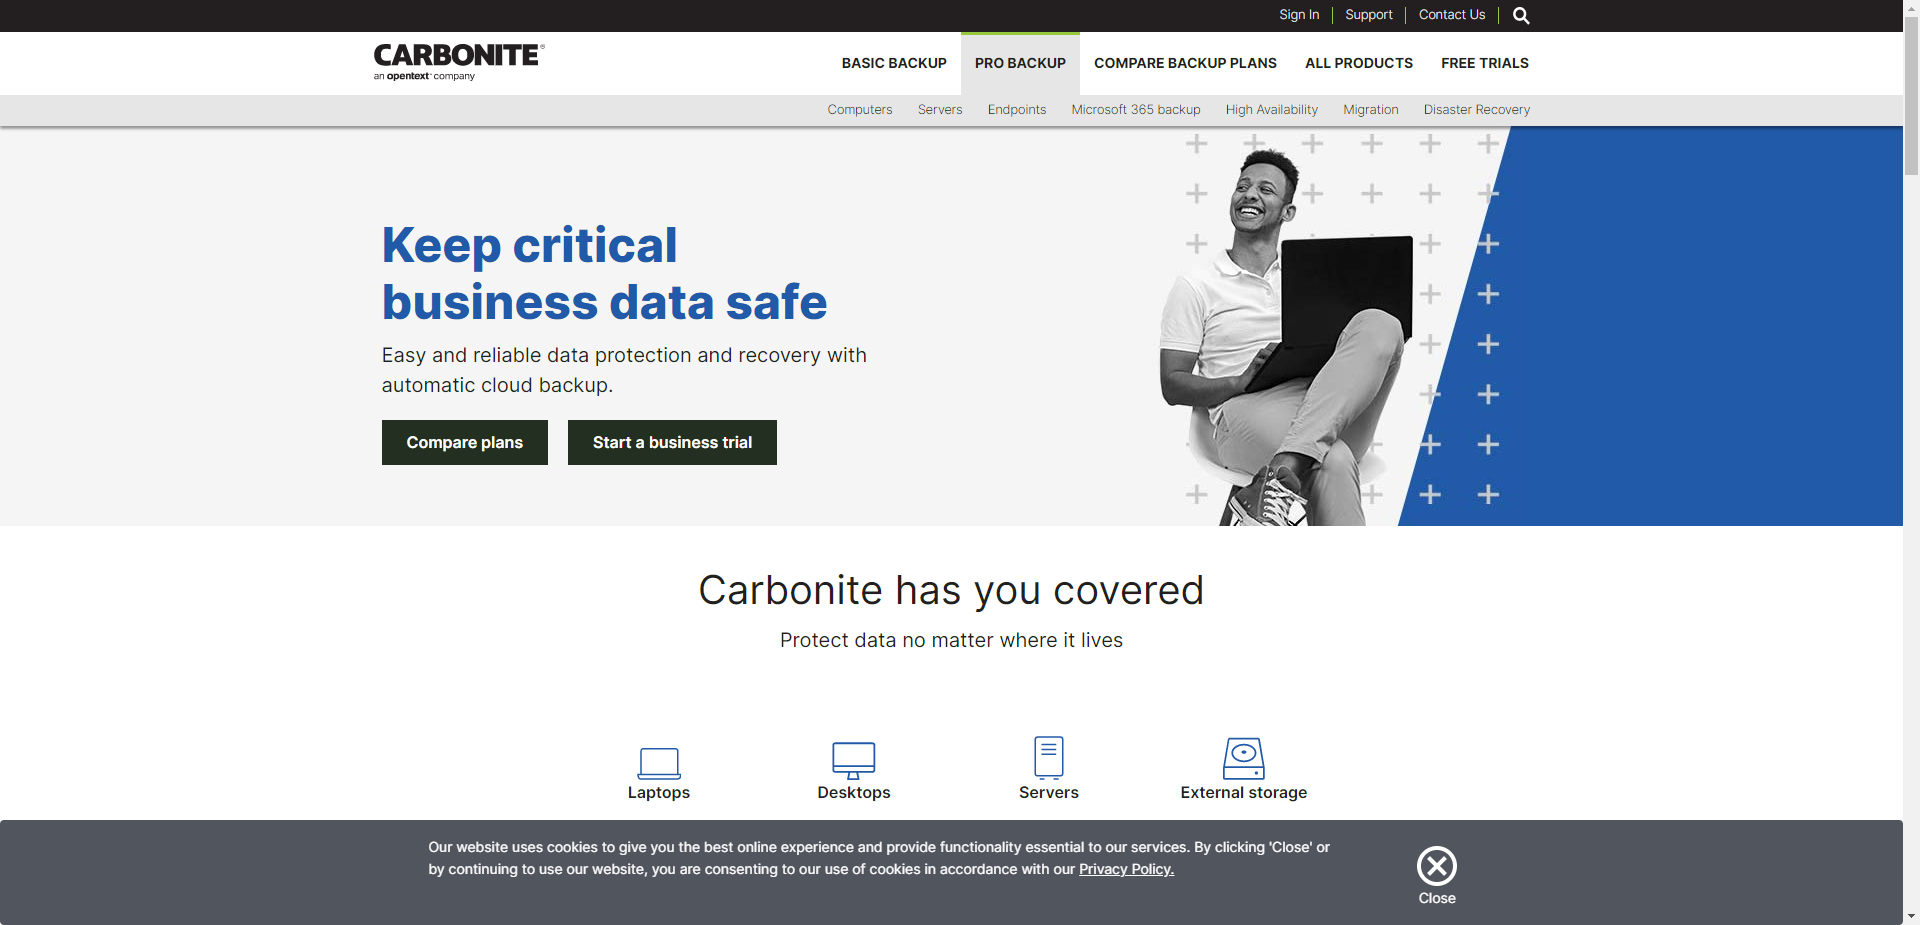 Sign In
Support
Contact Us
CARBONITE®
an opentext™ company
BASIC BACKUP
PRO BACKUP
COMPARE BACKUP PLANS
ALL PRODUCTS
FREE TRIALS
Computers
Servers
Endpoints
Microsoft 365 backup
High Availability
Migration
Disaster Recovery
Keep critical
business data safe
Easy and reliable data protection and recovery with
automatic cloud backup.
Compare plans
Start a business trial
Carbonite has you covered
Protect data no matter where it lives
Laptops
Desktops
Servers
External storage
Our website uses cookies to give you the best online experience and provide functionality essential to our services. By clicking 'Close' or
by continuing to use our website, you are consenting to our use of cookies in accordance with our Privacy Policy.
Close